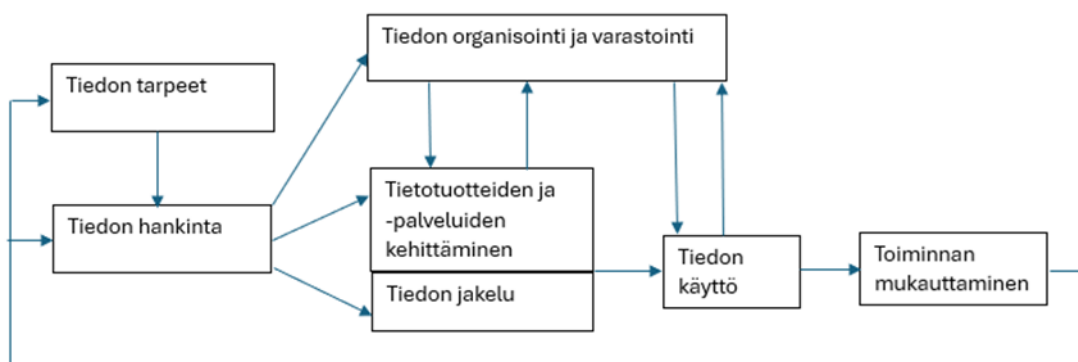 Tiedon organisointi ja varastointi
Tiedon tarpeet
Tiedon hankinta
Tietotuotteiden ja
-palveluiden
kehittäminen
Tiedon jakelu
Tiedon
käyttö
Toiminnan
mukauttaminen